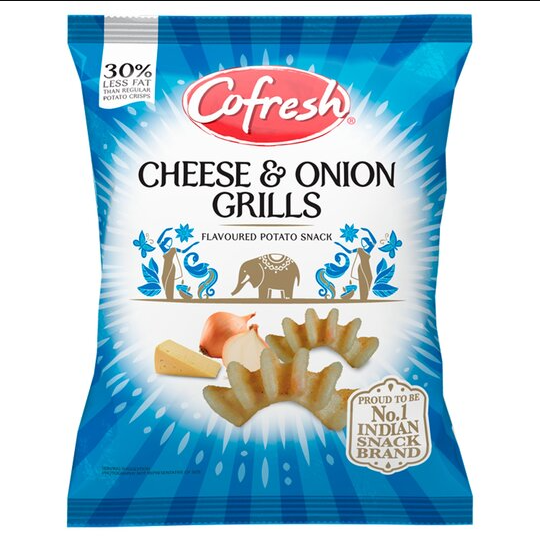 30%
LESS FAT
THAN REGULAR
POTATO CRISPS
Cofresh®
CHEESE & ONION
GRILLS
FLAVOURED POTATO SNACK
PROUD TO BE
No.1
INDIAN
SNACK
BRAND